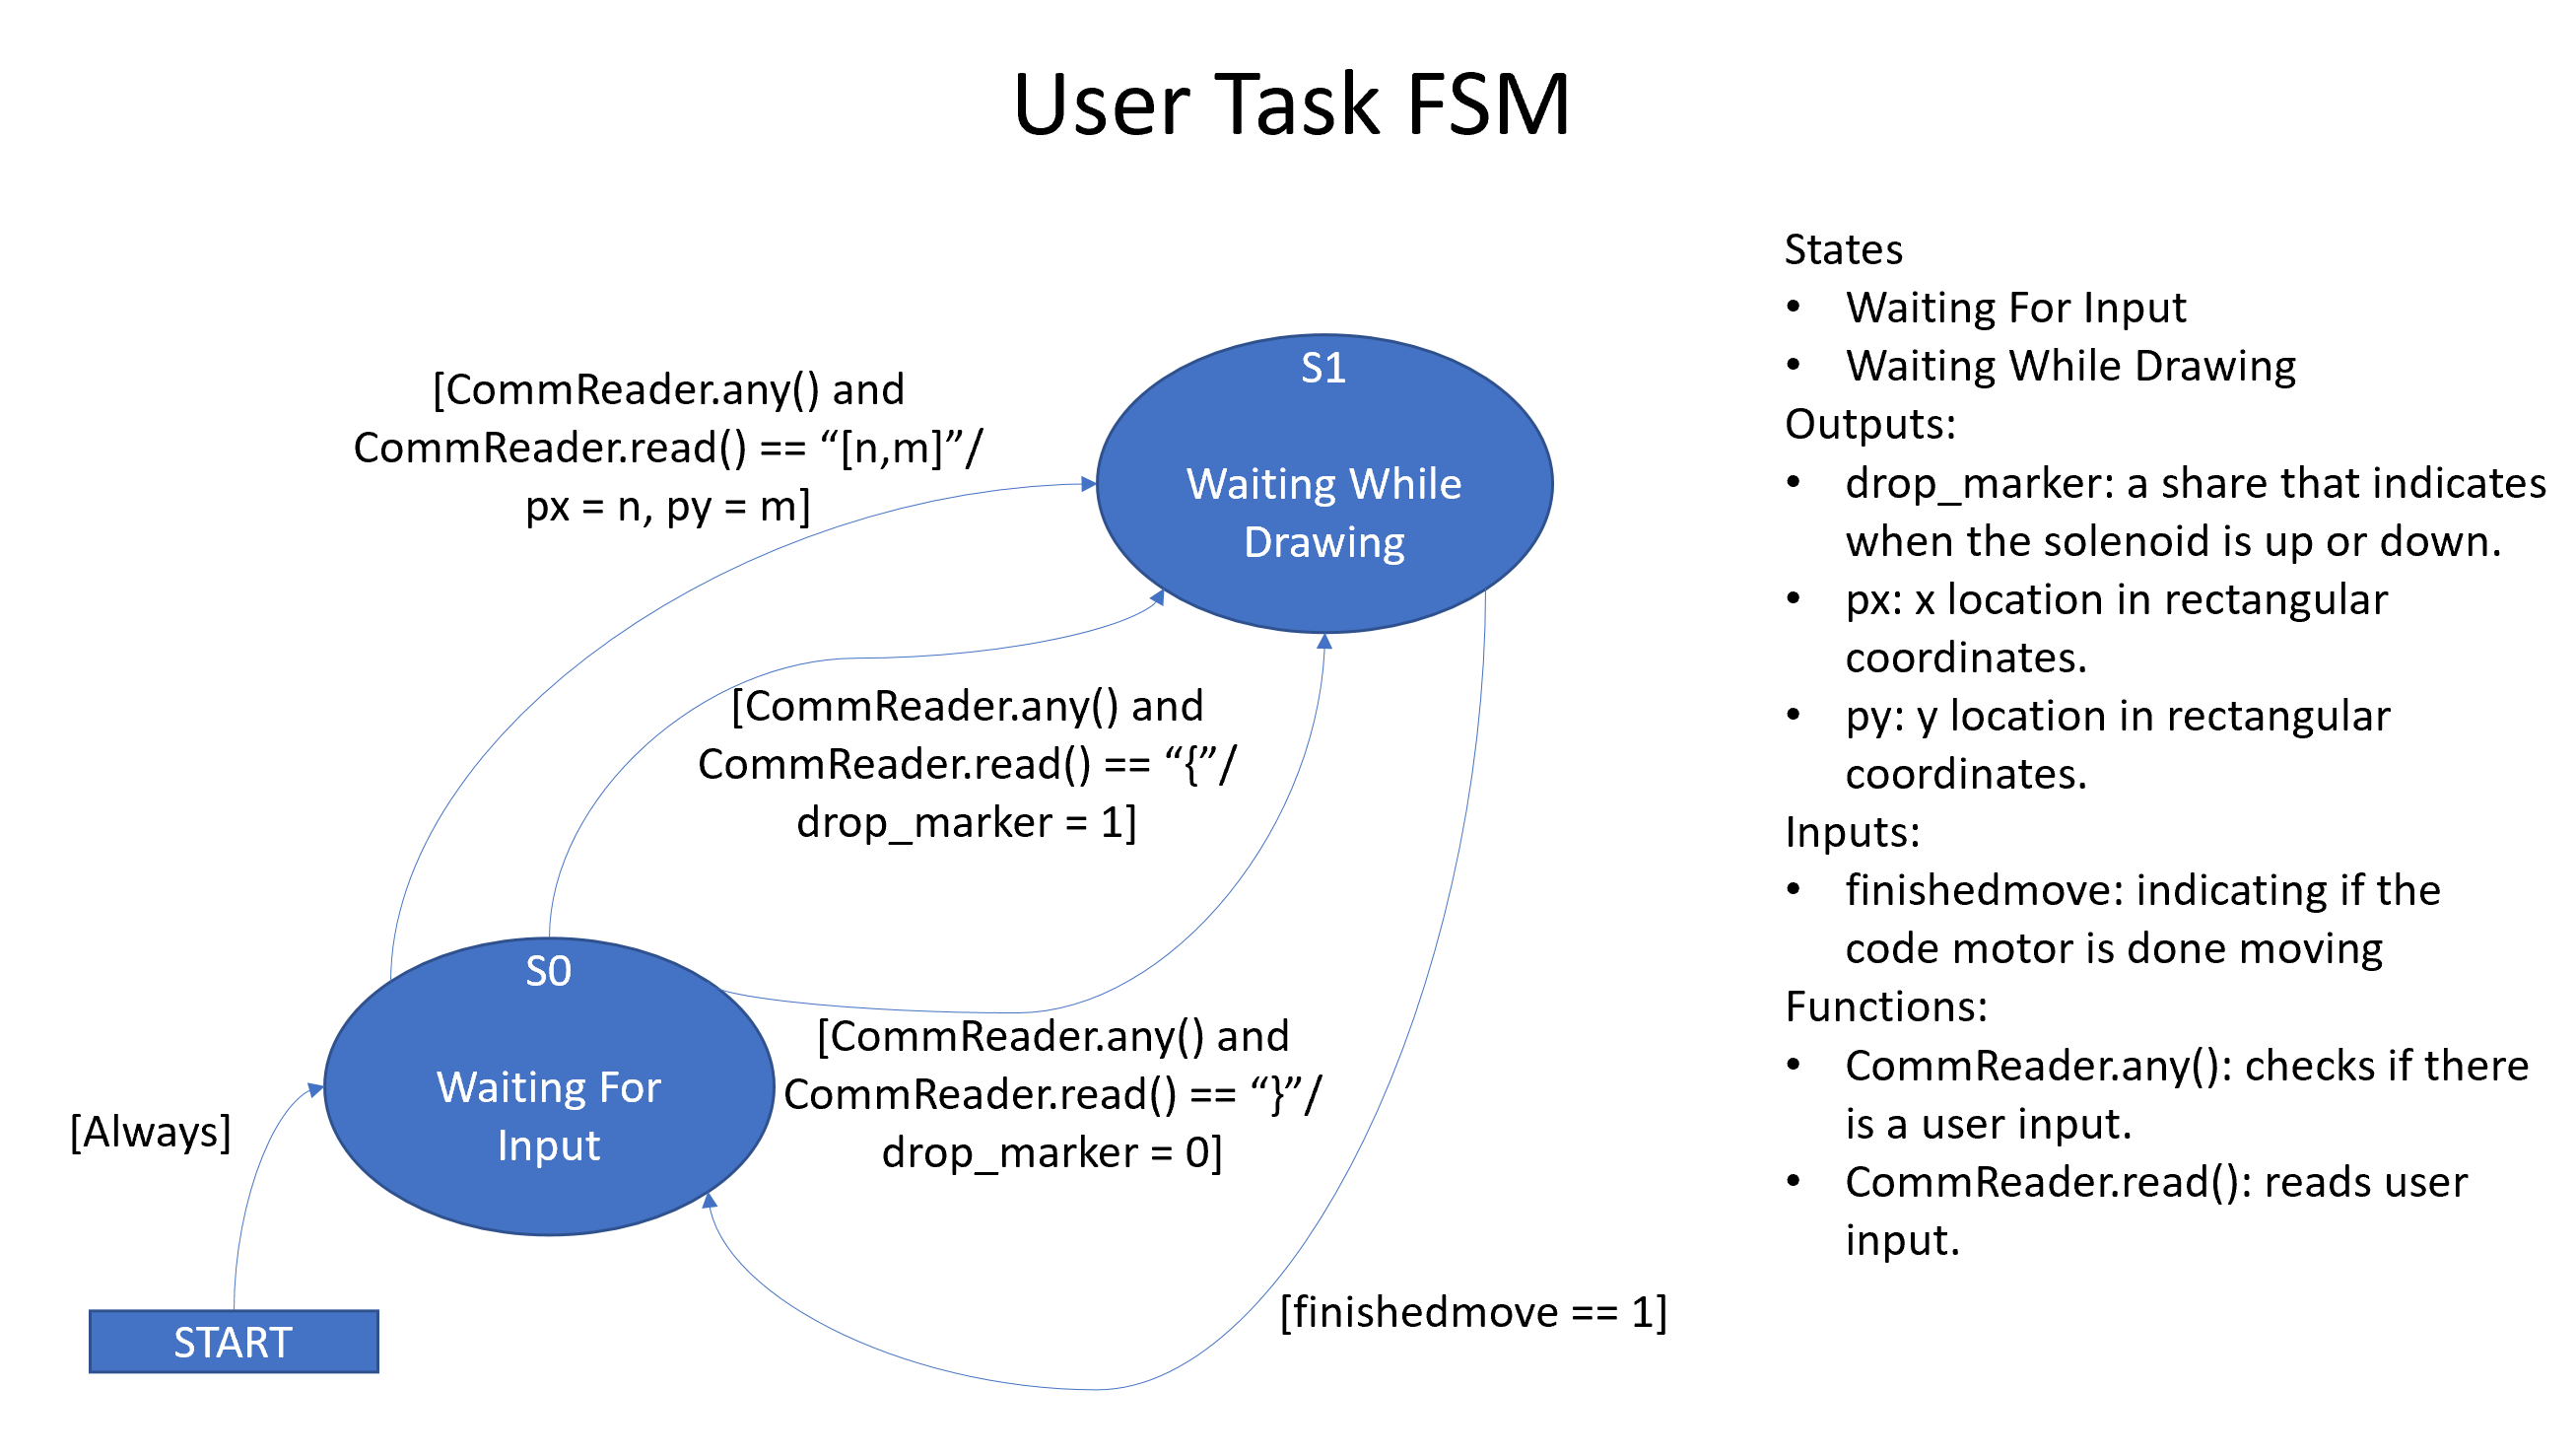 User Task FSM
[CommReader.any() and
CommReader.read() == “[n,m]”/
px = n, py = m]
S1
Waiting While
Drawing
[CommReader.any() and
CommReader.read() == “{”/
drop_marker = 1]
S0
Waiting For
Input
[CommReader.any() and
CommReader.read() == “}”/
drop_marker = 0]
[Always]
START
[finishedmove == 1]
States
• Waiting For Input
• Waiting While Drawing
Outputs:
• drop_marker: a share that indicates
when the solenoid is up or down.
• px: x location in rectangular
coordinates.
• py: y location in rectangular
coordinates.
Inputs:
• finishedmove: indicating if the
code motor is done moving
Functions:
• CommReader.any(): checks if there
is a user input.
• CommReader.read(): reads user
input.